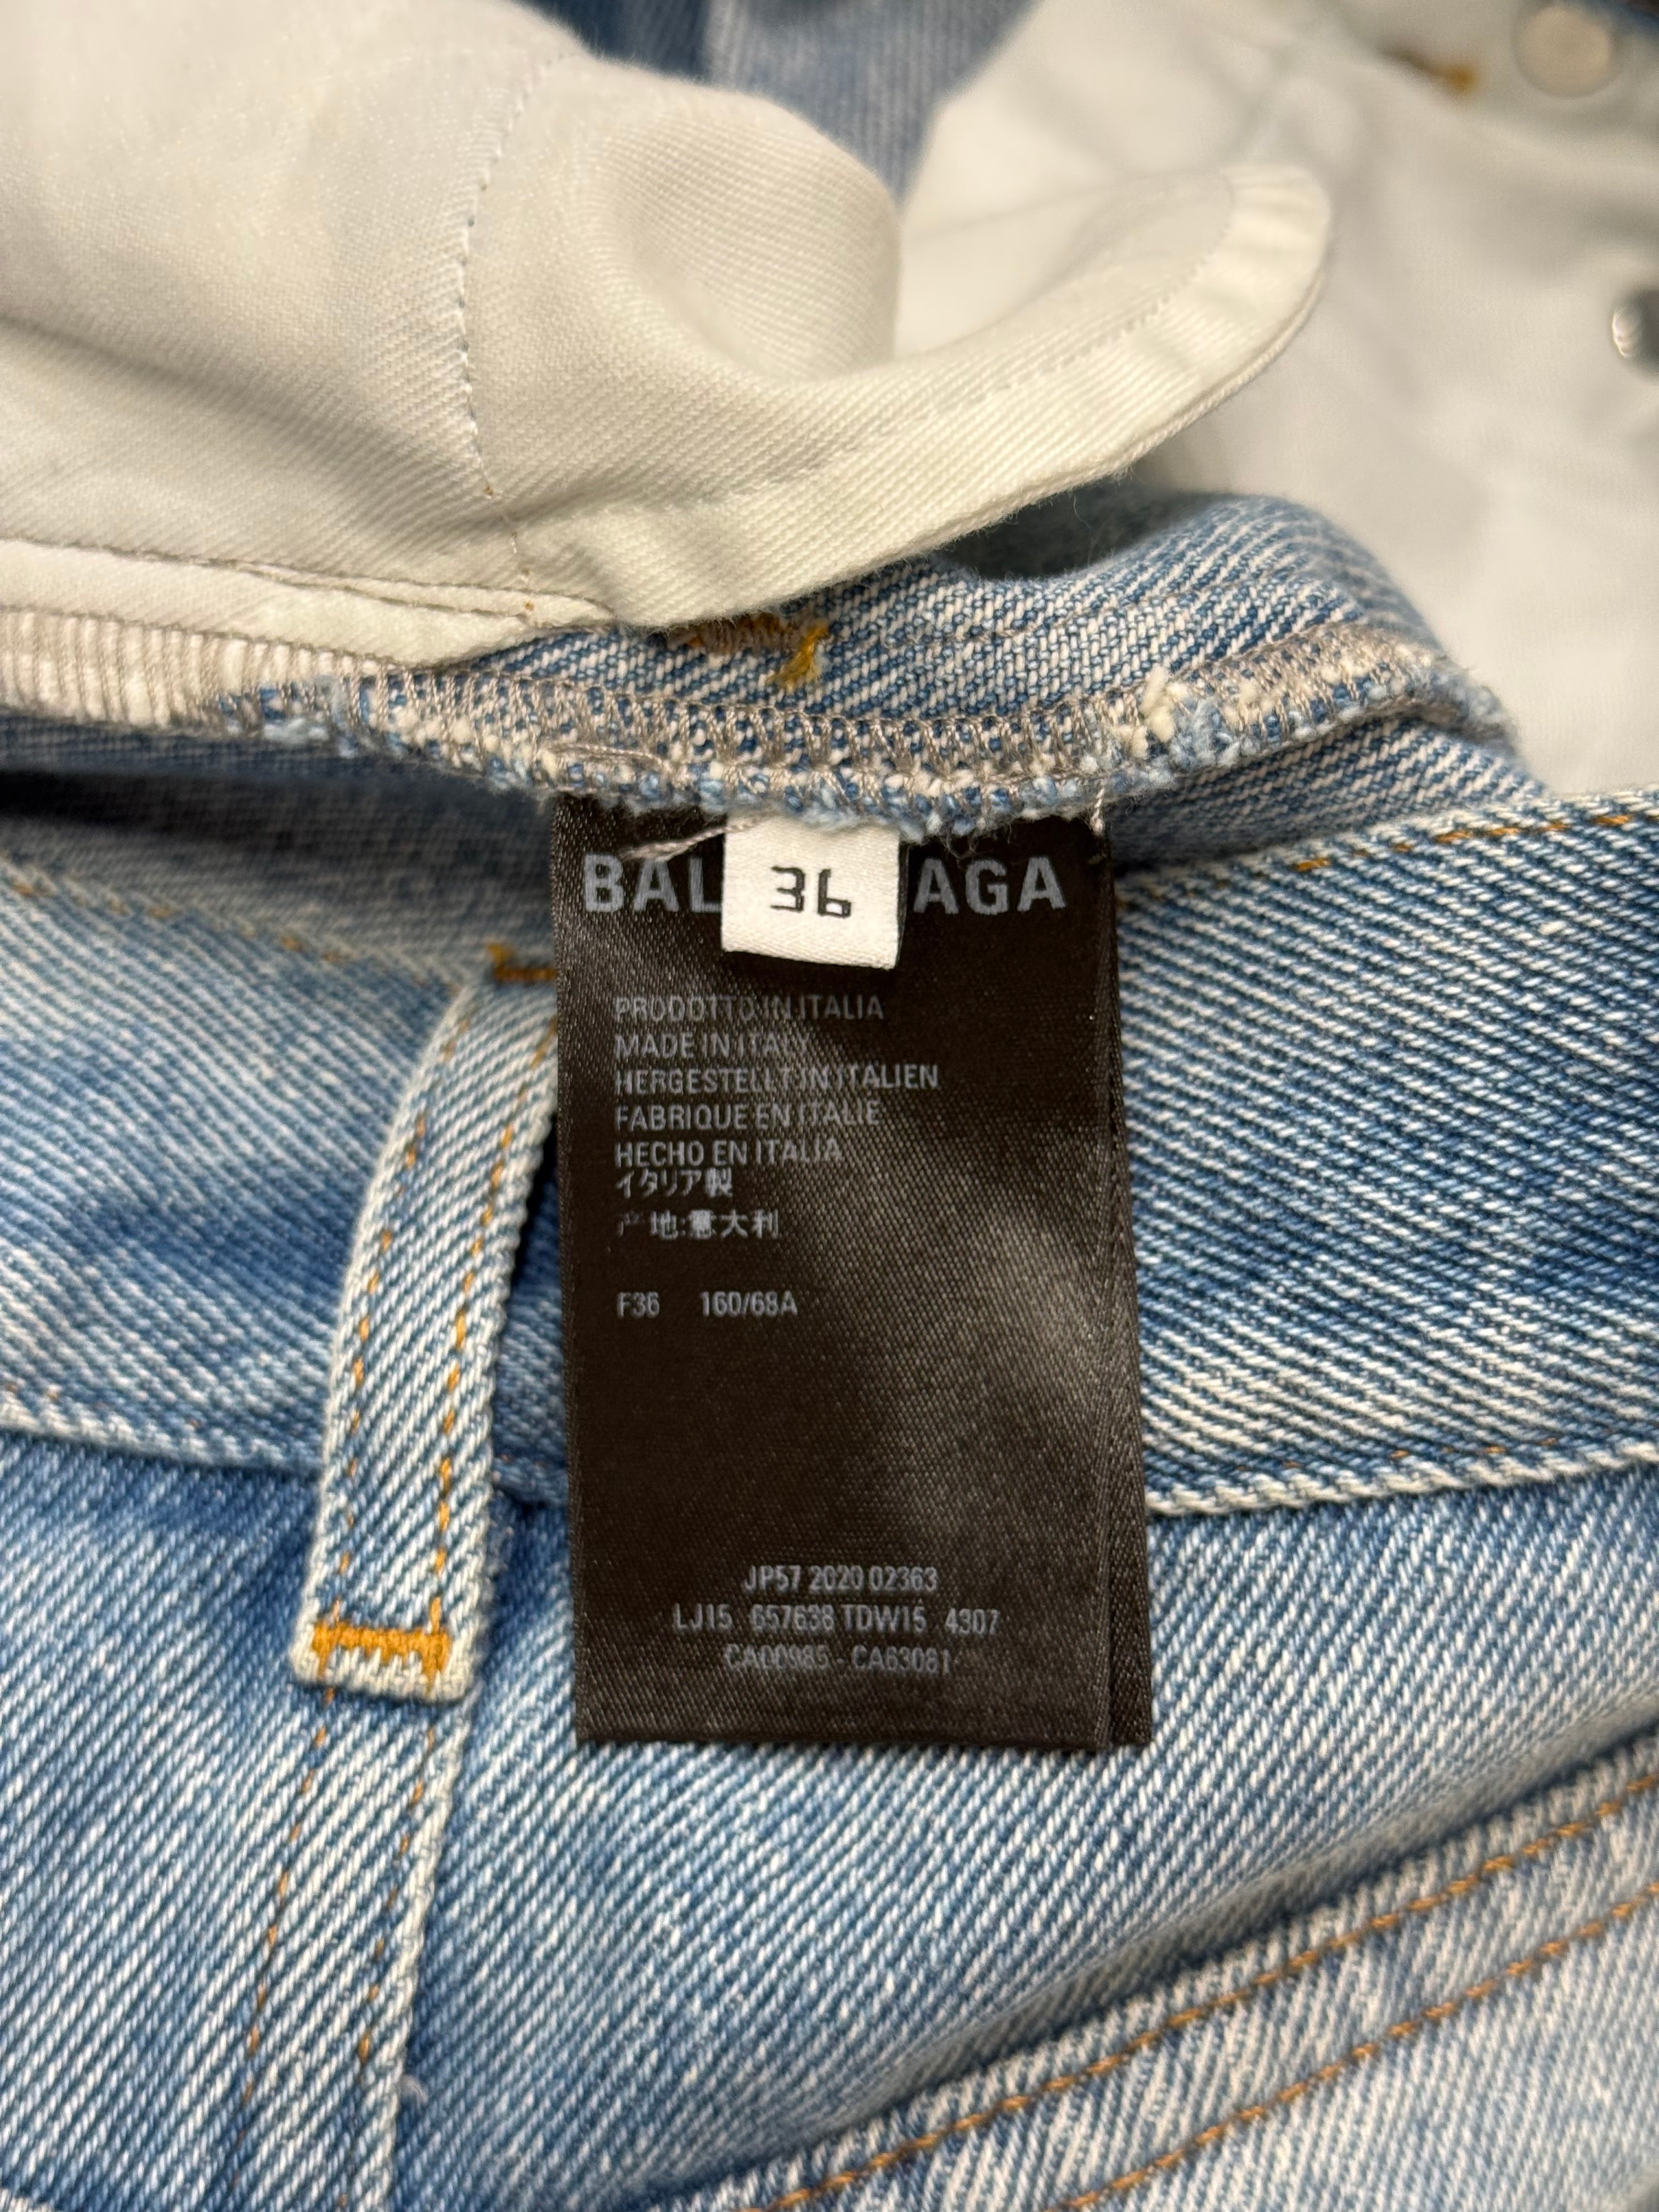 BAL 36 AGA
PRODOTTO IN ITALIA
MADE IN ITALY
HERGESTELLT IN ITALIEN
FABRIQUE EN ITALIE
HECHO EN ITALIA
イタリア製
产地:意大利
F36 160/68A
JP57 2020 02363
LJ15 657638 TDW15 4307
CA00985 - CA63081